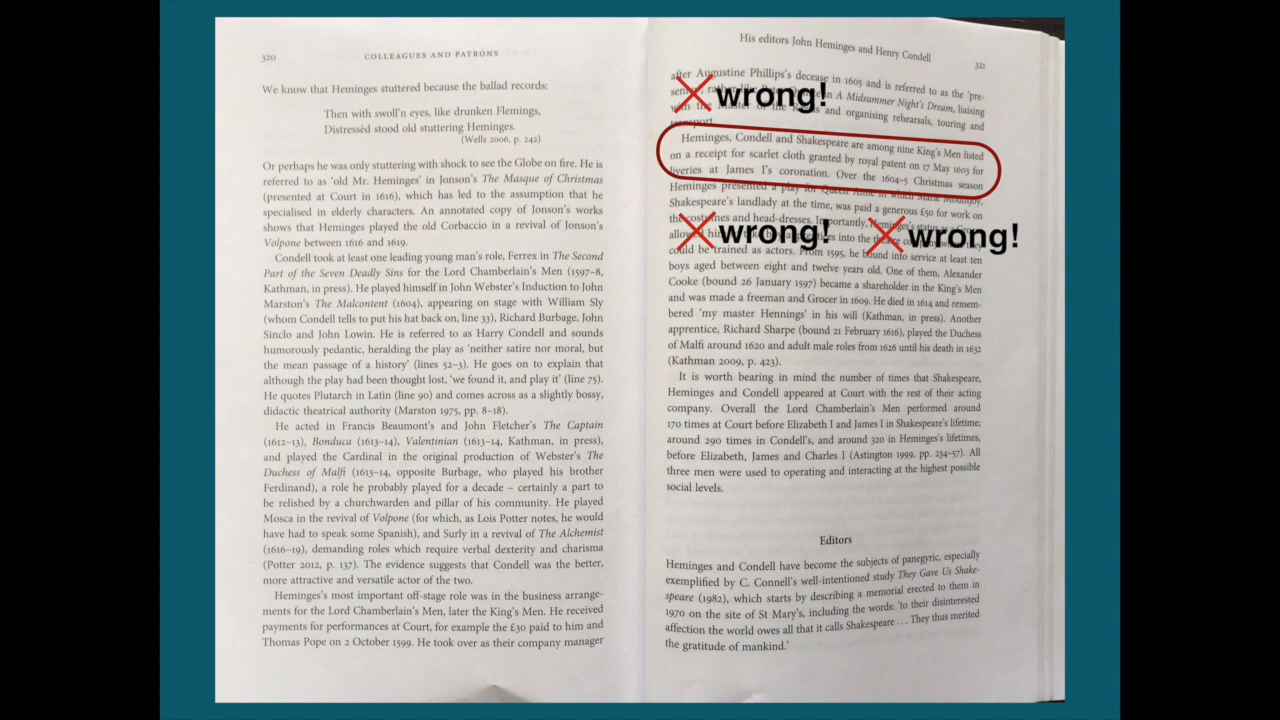 320
COLLEAGUES AND PATRONS
We know that Heminges stuttered because the ballad records:
Then with swoll'n eyes, like drunken Flemings,
Distressèd stood old stuttering Heminges.
(Wells 2006, p. 242)
Or perhaps he was only stuttering with shock to see the Globe on fire. He is
referred to as 'old Mr. Heminges' in Jonson's The Masque of Christmas
(presented at Court in 1616), which has led to the assumption that he
specialised in elderly characters. An annotated copy of Jonson's works
shows that Heminges played the old Corbaccio in a revival of Jonson's
Volpone between 1616 and 1619.
Condell took at least one leading young man's role, Ferrex in The Second
Part of the Seven Deadly Sins for the Lord Chamberlain's Men (1597–8,
Kathman, in press). He played himself in John Webster's Induction to John
Marston's The Malcontent (1604), appearing on stage with William Sly
(whom Condell tells to put his hat back on, line 33), Richard Burbage, John
Sinclo and John Lowin. He is referred to as Harry Condell and sounds
humorously pedantic, heralding the play as 'neither satire nor moral, but
the mean passage of a history' (lines 52–3). He goes on to explain that
although the play had been thought lost, 'we found it, and play it' (line 75).
He quotes Plutarch in Latin (line 90) and comes across as a slightly bossy,
didactic theatrical authority (Marston 1975, pp. 8–18).
He acted in Francis Beaumont's and John Fletcher's The Captain
(1612–13), Bonduca (1613–14), Valentinian (1613–14, Kathman, in press),
and played the Cardinal in the original production of Webster's The
Duchess of Malfi (1613–14, opposite Burbage, who played his brother
Ferdinand), a role he probably played for a decade – certainly a part to
be relished by a churchwarden and pillar of his community. He played
Mosca in the revival of Volpone (for which, as Lois Potter notes, he would
have had to speak some Spanish), and Surly in a revival of The Alchemist
(1616–19), demanding roles which require verbal dexterity and charisma
(Potter 2012, p. 137). The evidence suggests that Condell was the better,
more attractive and versatile actor of the two.
Heminges's most important off-stage role was in the business arrange-
ments for the Lord Chamberlain's Men, later the King's Men. He received
payments for performances at Court, for example the £30 paid to him and
Thomas Pope on 2 October 1599. He took over as their company manager
His editors John Heminges and Henry Condell
321
after Augustine Phillips's decease in 1605 and is referred to as the 'pre-
wrong! in A Midsummer Night's Dream, liaising
with the and organising rehearsals, touring and
transport.
Heminges, Condell and Shakespeare are among nine King's Men listed
on a receipt for scarlet cloth granted by royal patent on 17 May 1603 for
liveries at James I's coronation. Over the 1604–5 Christmas season
Heminges presented a play for Queen Anne in which Marie Mountjoy,
Shakespeare's landlady at the time, was paid a generous £50 for work on
the costumes and head-dresses. Importantly, Heminges's status as a
wrong! into the wrong!
could be trained as actors. From 1595, he bound into service at least ten
boys aged between eight and twelve years old. One of them, Alexander
Cooke (bound 26 January 1597) became a shareholder in the King's Men
and was made a freeman and Grocer in 1609. He died in 1614 and remem-
bered 'my master Hennings' in his will (Kathman, in press). Another
apprentice, Richard Sharpe (bound 21 February 1616), played the Duchess
of Malfi around 1620 and adult male roles from 1626 until his death in 1632
(Kathman 2009, p. 423).
It is worth bearing in mind the number of times that Shakespeare,
Heminges and Condell appeared at Court with the rest of their acting
company. Overall the Lord Chamberlain's Men performed around
170 times at Court before Elizabeth I and James I in Shakespeare's lifetime;
around 290 times in Condell's, and around 320 in Heminges's lifetimes,
before Elizabeth, James and Charles I (Astington 1999, pp. 234–57). All
three men were used to operating and interacting at the highest possible
social levels.
Editors
Heminges and Condell have become the subjects of panegyric, especially
exemplified by C. Connell's well-intentioned study They Gave Us Shake-
speare (1982), which starts by describing a memorial erected to them in
1970 on the site of St Mary's, including the words: 'to their disinterested
affection the world owes all that it calls Shakespeare . . . They thus merited
the gratitude of mankind.'